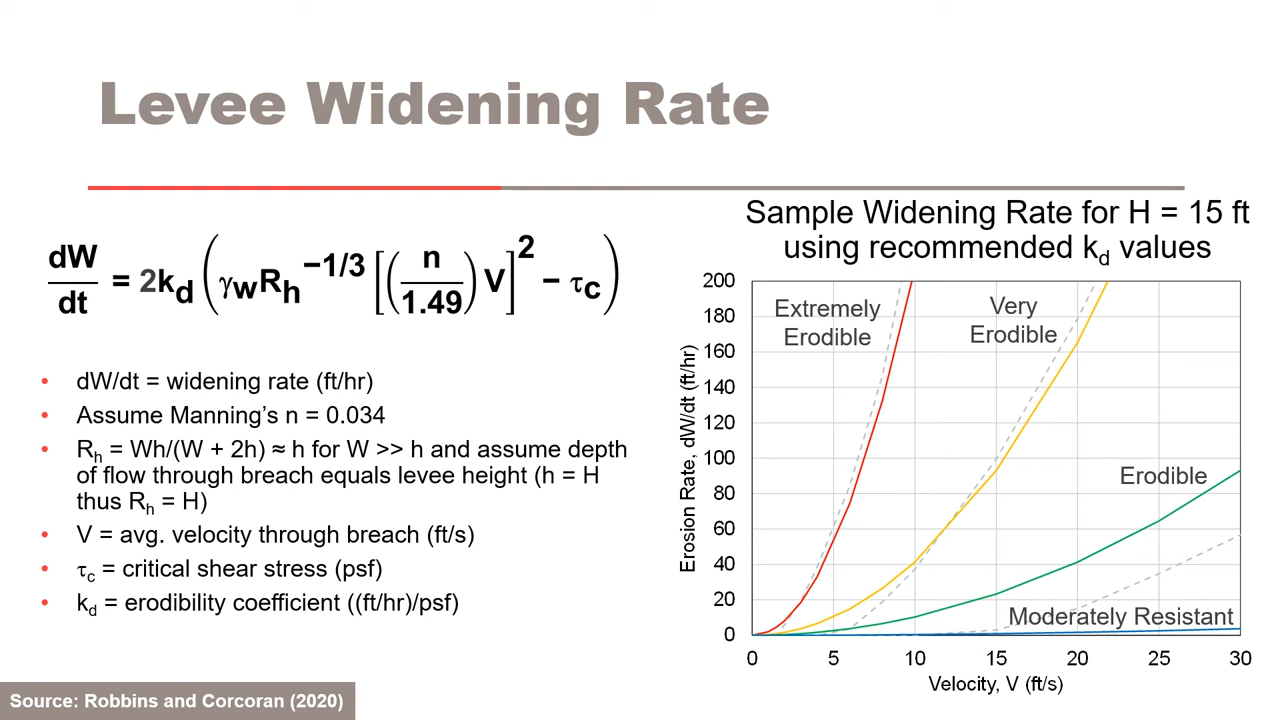 Levee Widening Rate
dW/dt = 2k_d (γ_w R_h^−1/3 [(n/1.49) V]^2 − τ_c)
• dW/dt = widening rate (ft/hr)
• Assume Manning’s n = 0.034
• R_h = Wh/(W + 2h) ≈ h for W >> h and assume depth
of flow through breach equals levee height (h = H
thus R_h = H)
• V = avg. velocity through breach (ft/s)
• τ_c = critical shear stress (psf)
• k_d = erodibility coefficient ((ft/hr)/psf)
Source: Robbins and Corcoran (2020)
Sample Widening Rate for H = 15 ft
using recommended k_d values
Erosion Rate, dW/dt (ft/hr)
200
180
160
140
120
100
80
60
40
20
0
Extremely
Erodible
Very
Erodible
Erodible
Moderately Resistant
0 5 10 15 20 25 30
Velocity, V (ft/s)